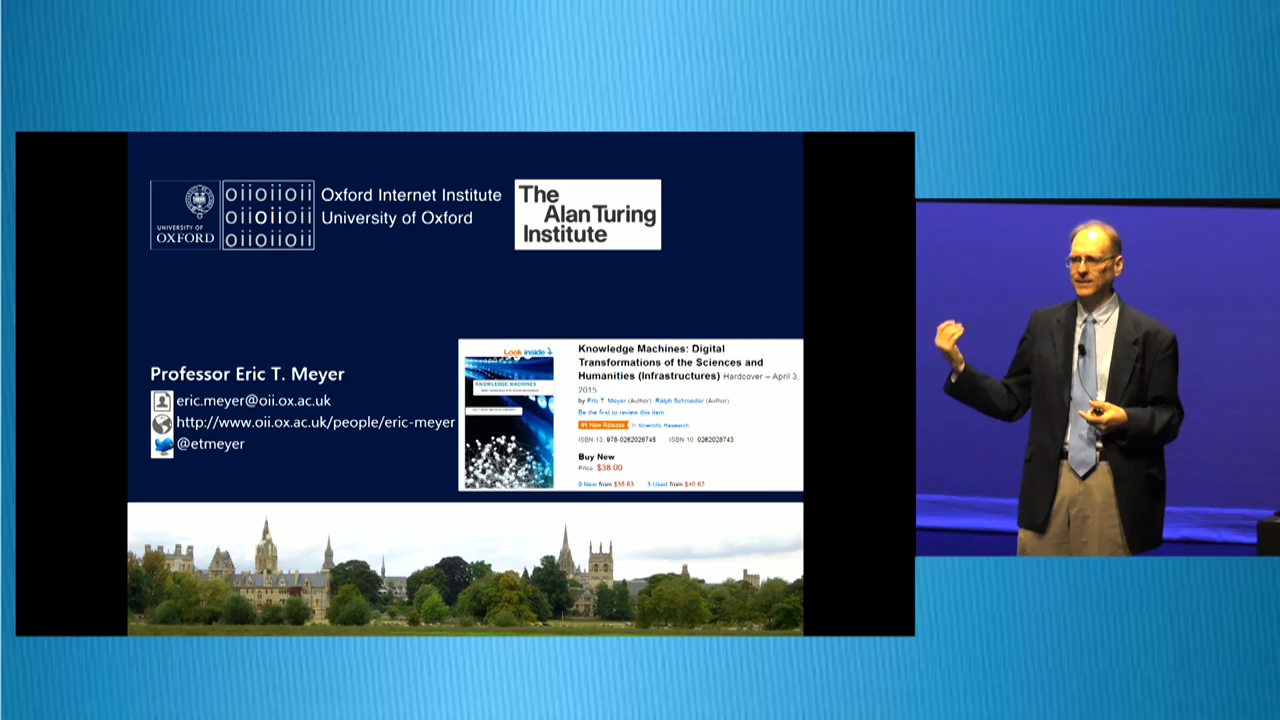 UNIVERSITY OF
OXFORD
oiioiioii
oiioiioii
oiioiioii
Oxford Internet Institute
University of Oxford
The
Alan Turing
Institute
Professor Eric T. Meyer
eric.meyer@oii.ox.ac.uk
http://www.oii.ox.ac.uk/people/eric-meyer
@etmeyer
Look inside
KNOWLEDGE MACHINES
Knowledge Machines: Digital
Transformations of the Sciences and
Humanities (Infrastructures) Hardcover – April 3,
2015
by Eric T. Meyer (Author) Ralph Schroeder (Author)
Be the first to review this item
#1 New Release in Scientific Research
ISBN-13: 978-0262028745 ISBN-10: 0262028743
Buy New
Price: $38.00
9 New from $35.63 3 Used from $40.62